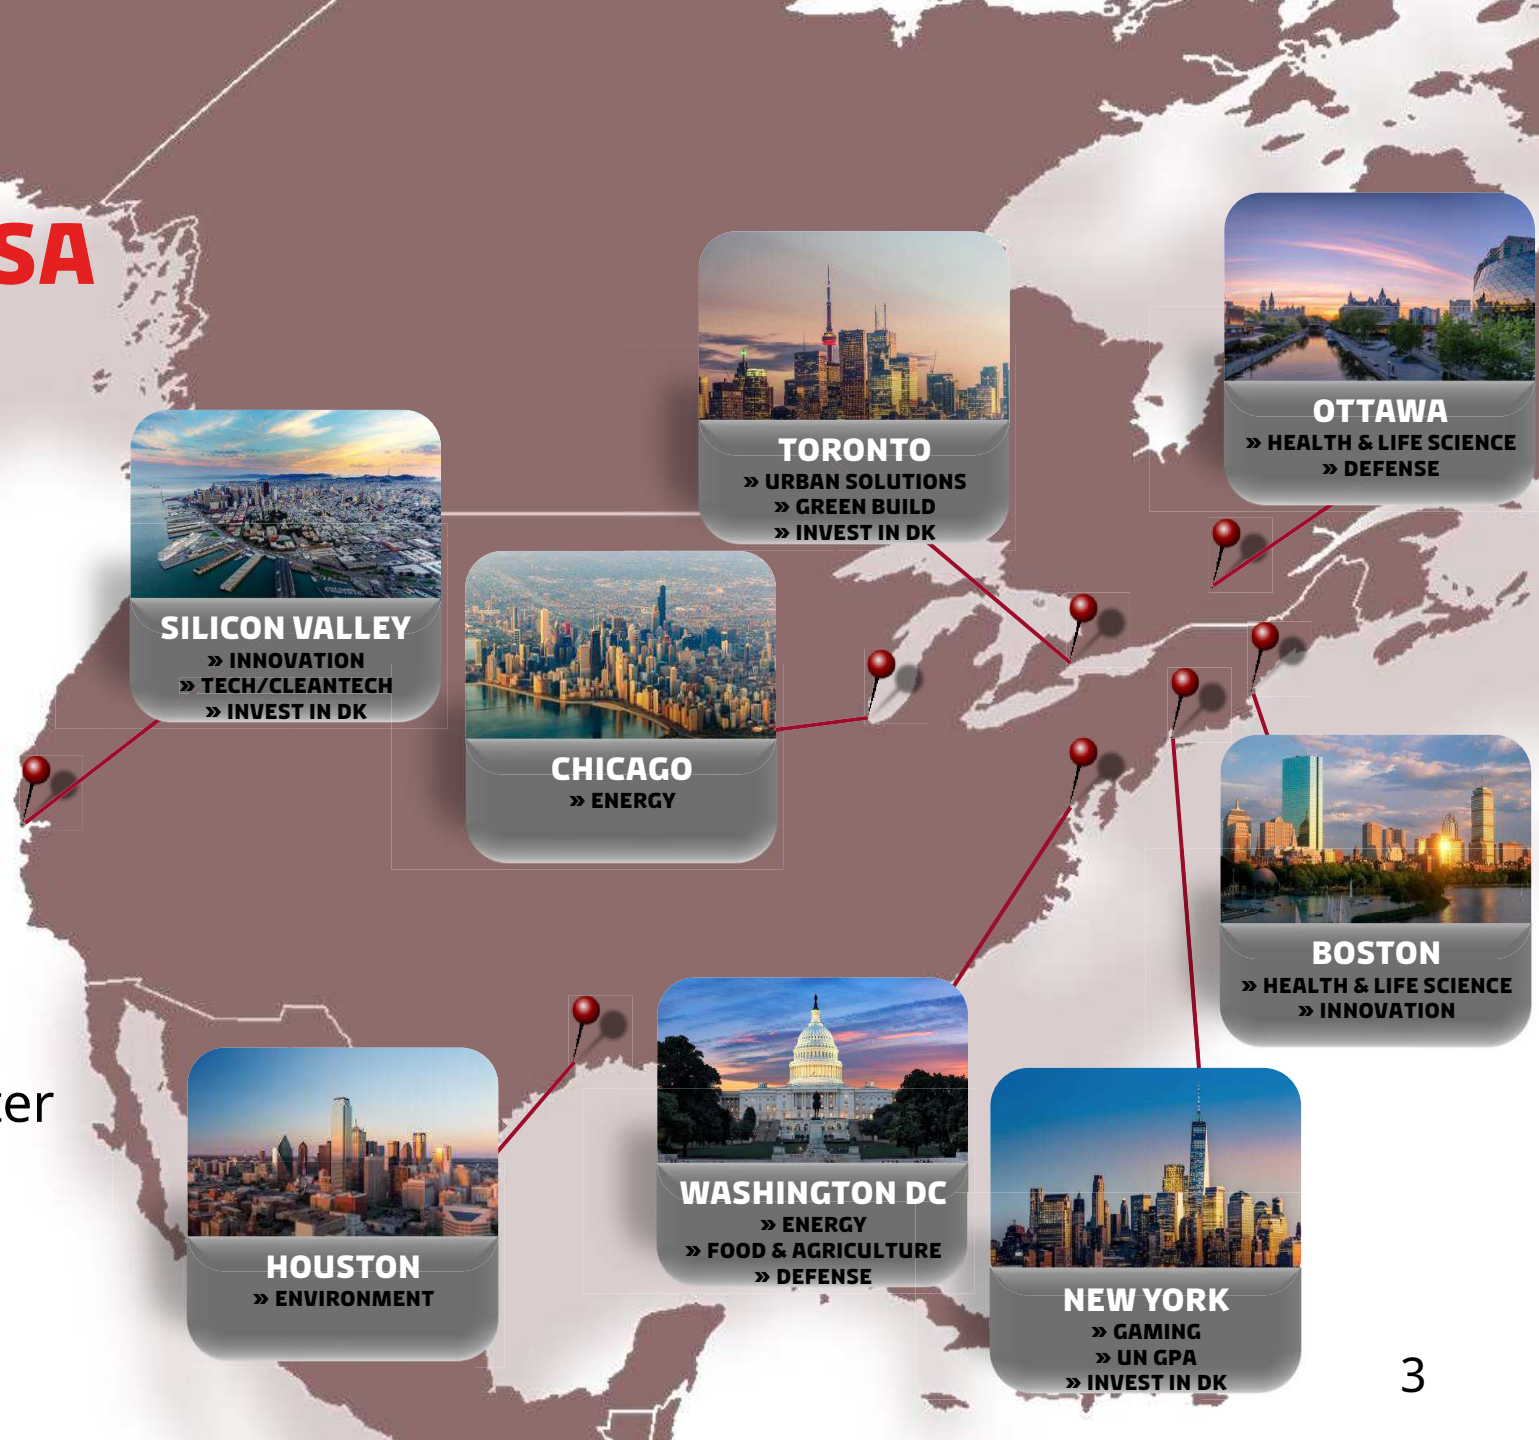 SA
TORONTO
» URBAN SOLUTIONS
» GREEN BUILD
» INVEST IN DK
OTTAWA
» HEALTH & LIFE SCIENCE
» DEFENSE
SILICON VALLEY
» INNOVATION
» TECH/CLEANTECH
» INVEST IN DK
CHICAGO
» ENERGY
BOSTON
» HEALTH & LIFE SCIENCE
» INNOVATION
ter
HOUSTON
» ENVIRONMENT
WASHINGTON DC
» ENERGY
» FOOD & AGRICULTURE
» DEFENSE
NEW YORK
» GAMING
» UN GPA
» INVEST IN DK
3